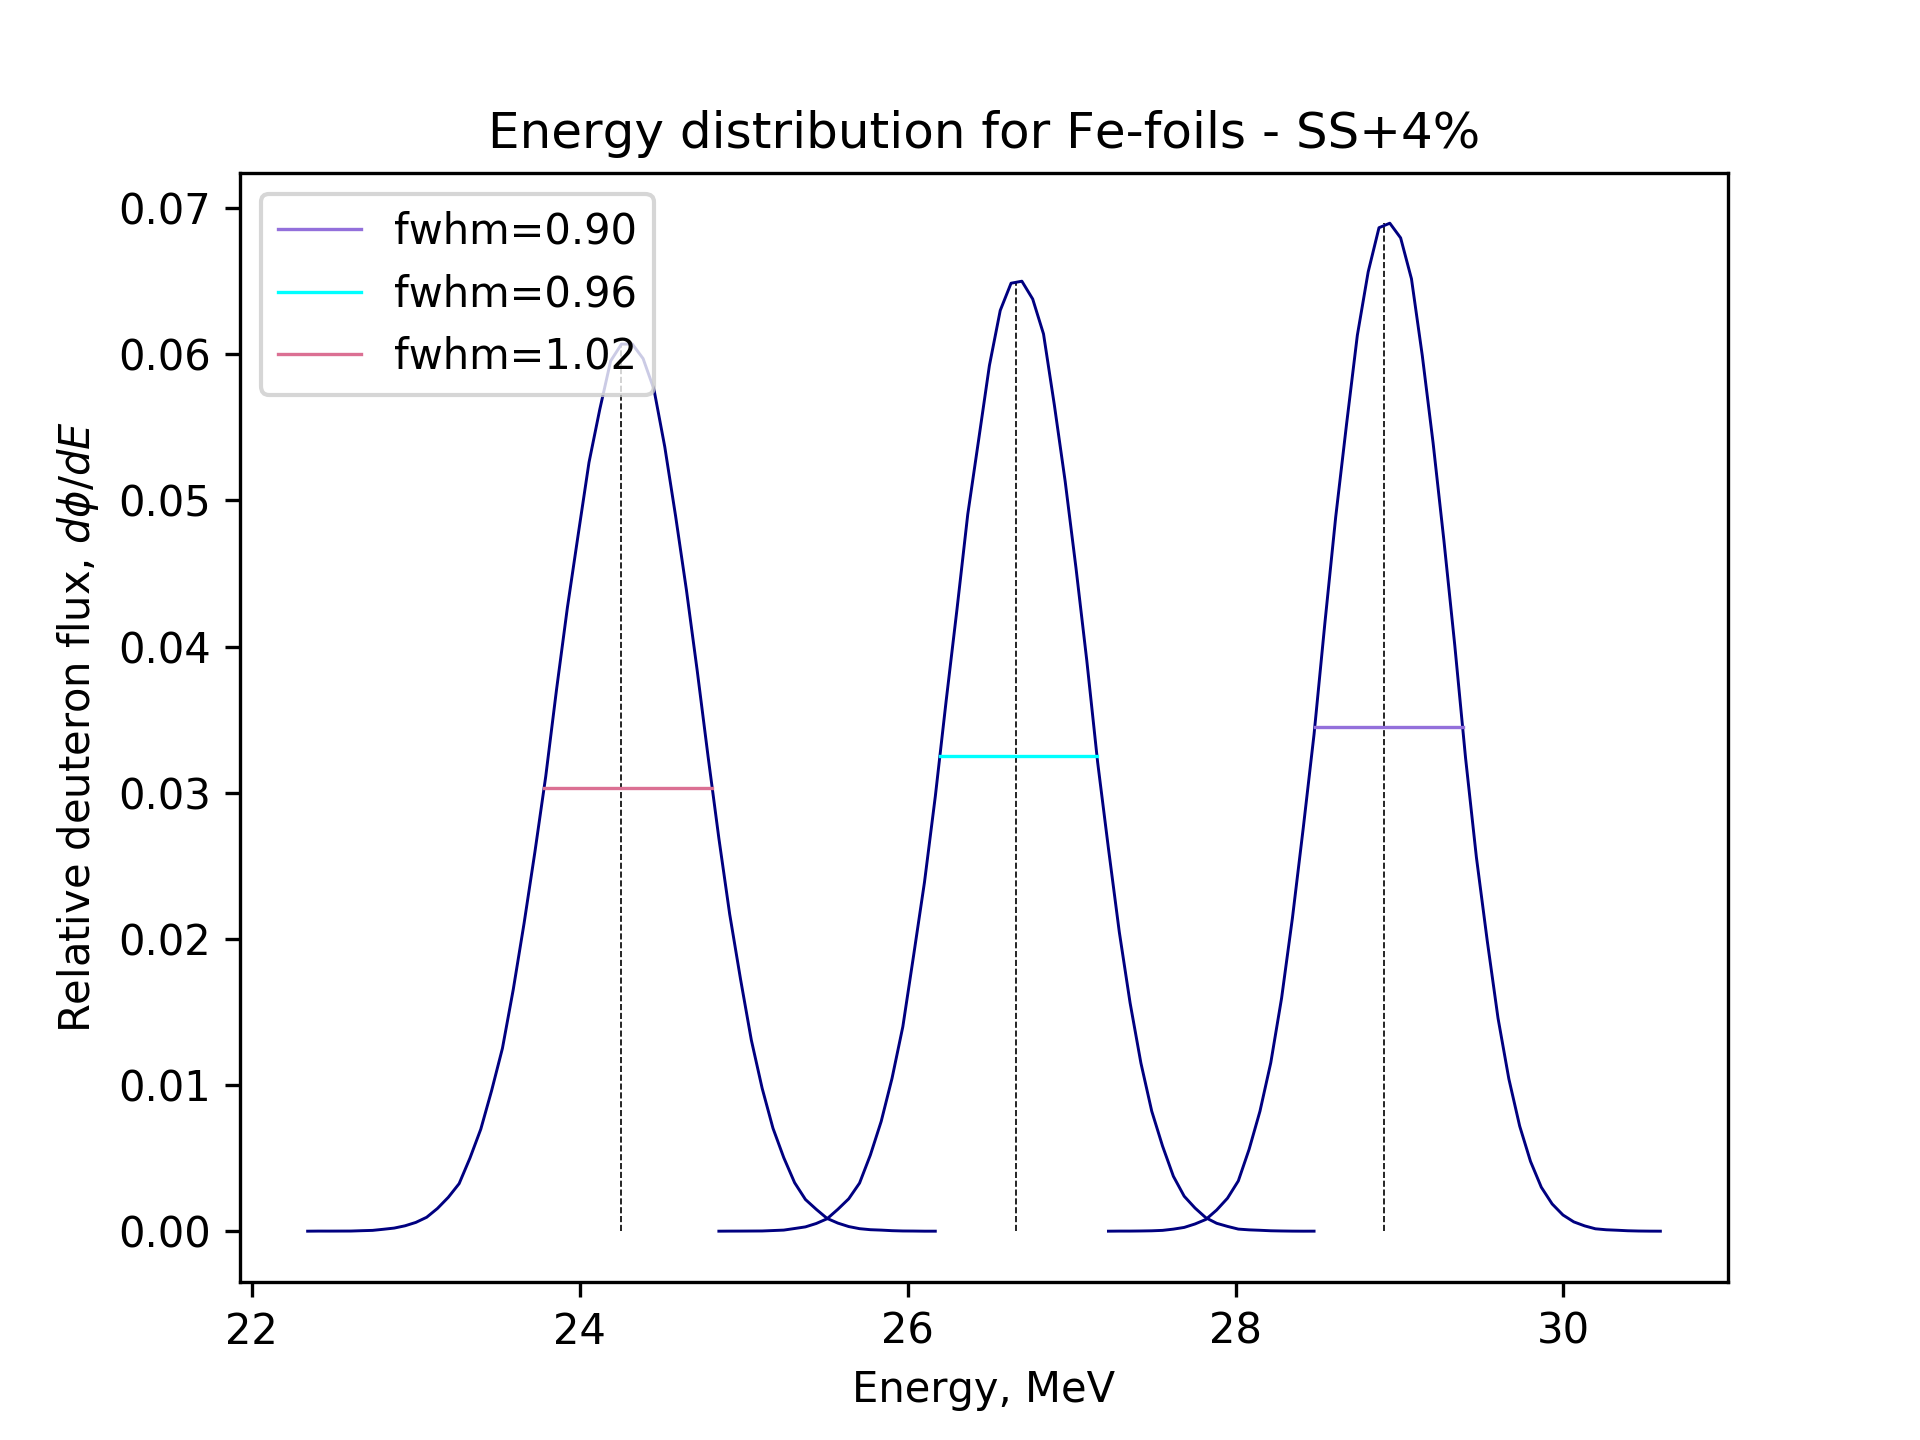 Energy distribution for Fe-foils - SS+4%
fwhm=0.90
fwhm=0.96
fwhm=1.02
Relative deuteron flux, dϕ/dE
0.07
0.06
0.05
0.04
0.03
0.02
0.01
0.00
22 24 26 28 30
Energy, MeV